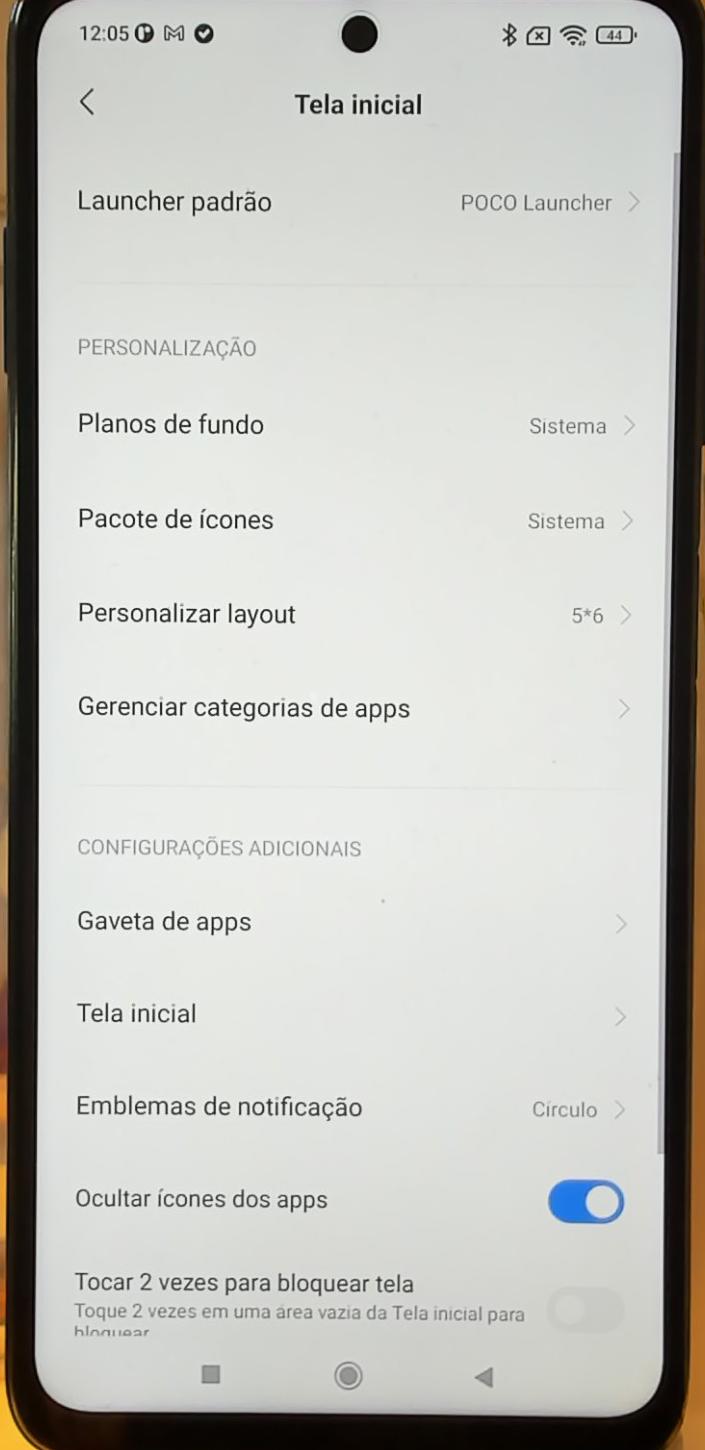 12:05
44
Tela inicial
Launcher padrão
POCO Launcher
PERSONALIZAÇÃO
Planos de fundo
Sistema
Pacote de ícones
Sistema
Personalizar layout
5*6
Gerenciar categorias de apps
CONFIGURAÇÕES ADICIONAIS
Gaveta de apps
Tela inicial
Emblemas de notificação
Círculo
Ocultar ícones dos apps
Tocar 2 vezes para bloquear tela
Toque 2 vezes em uma área vazia da Tela inicial para
bloquear